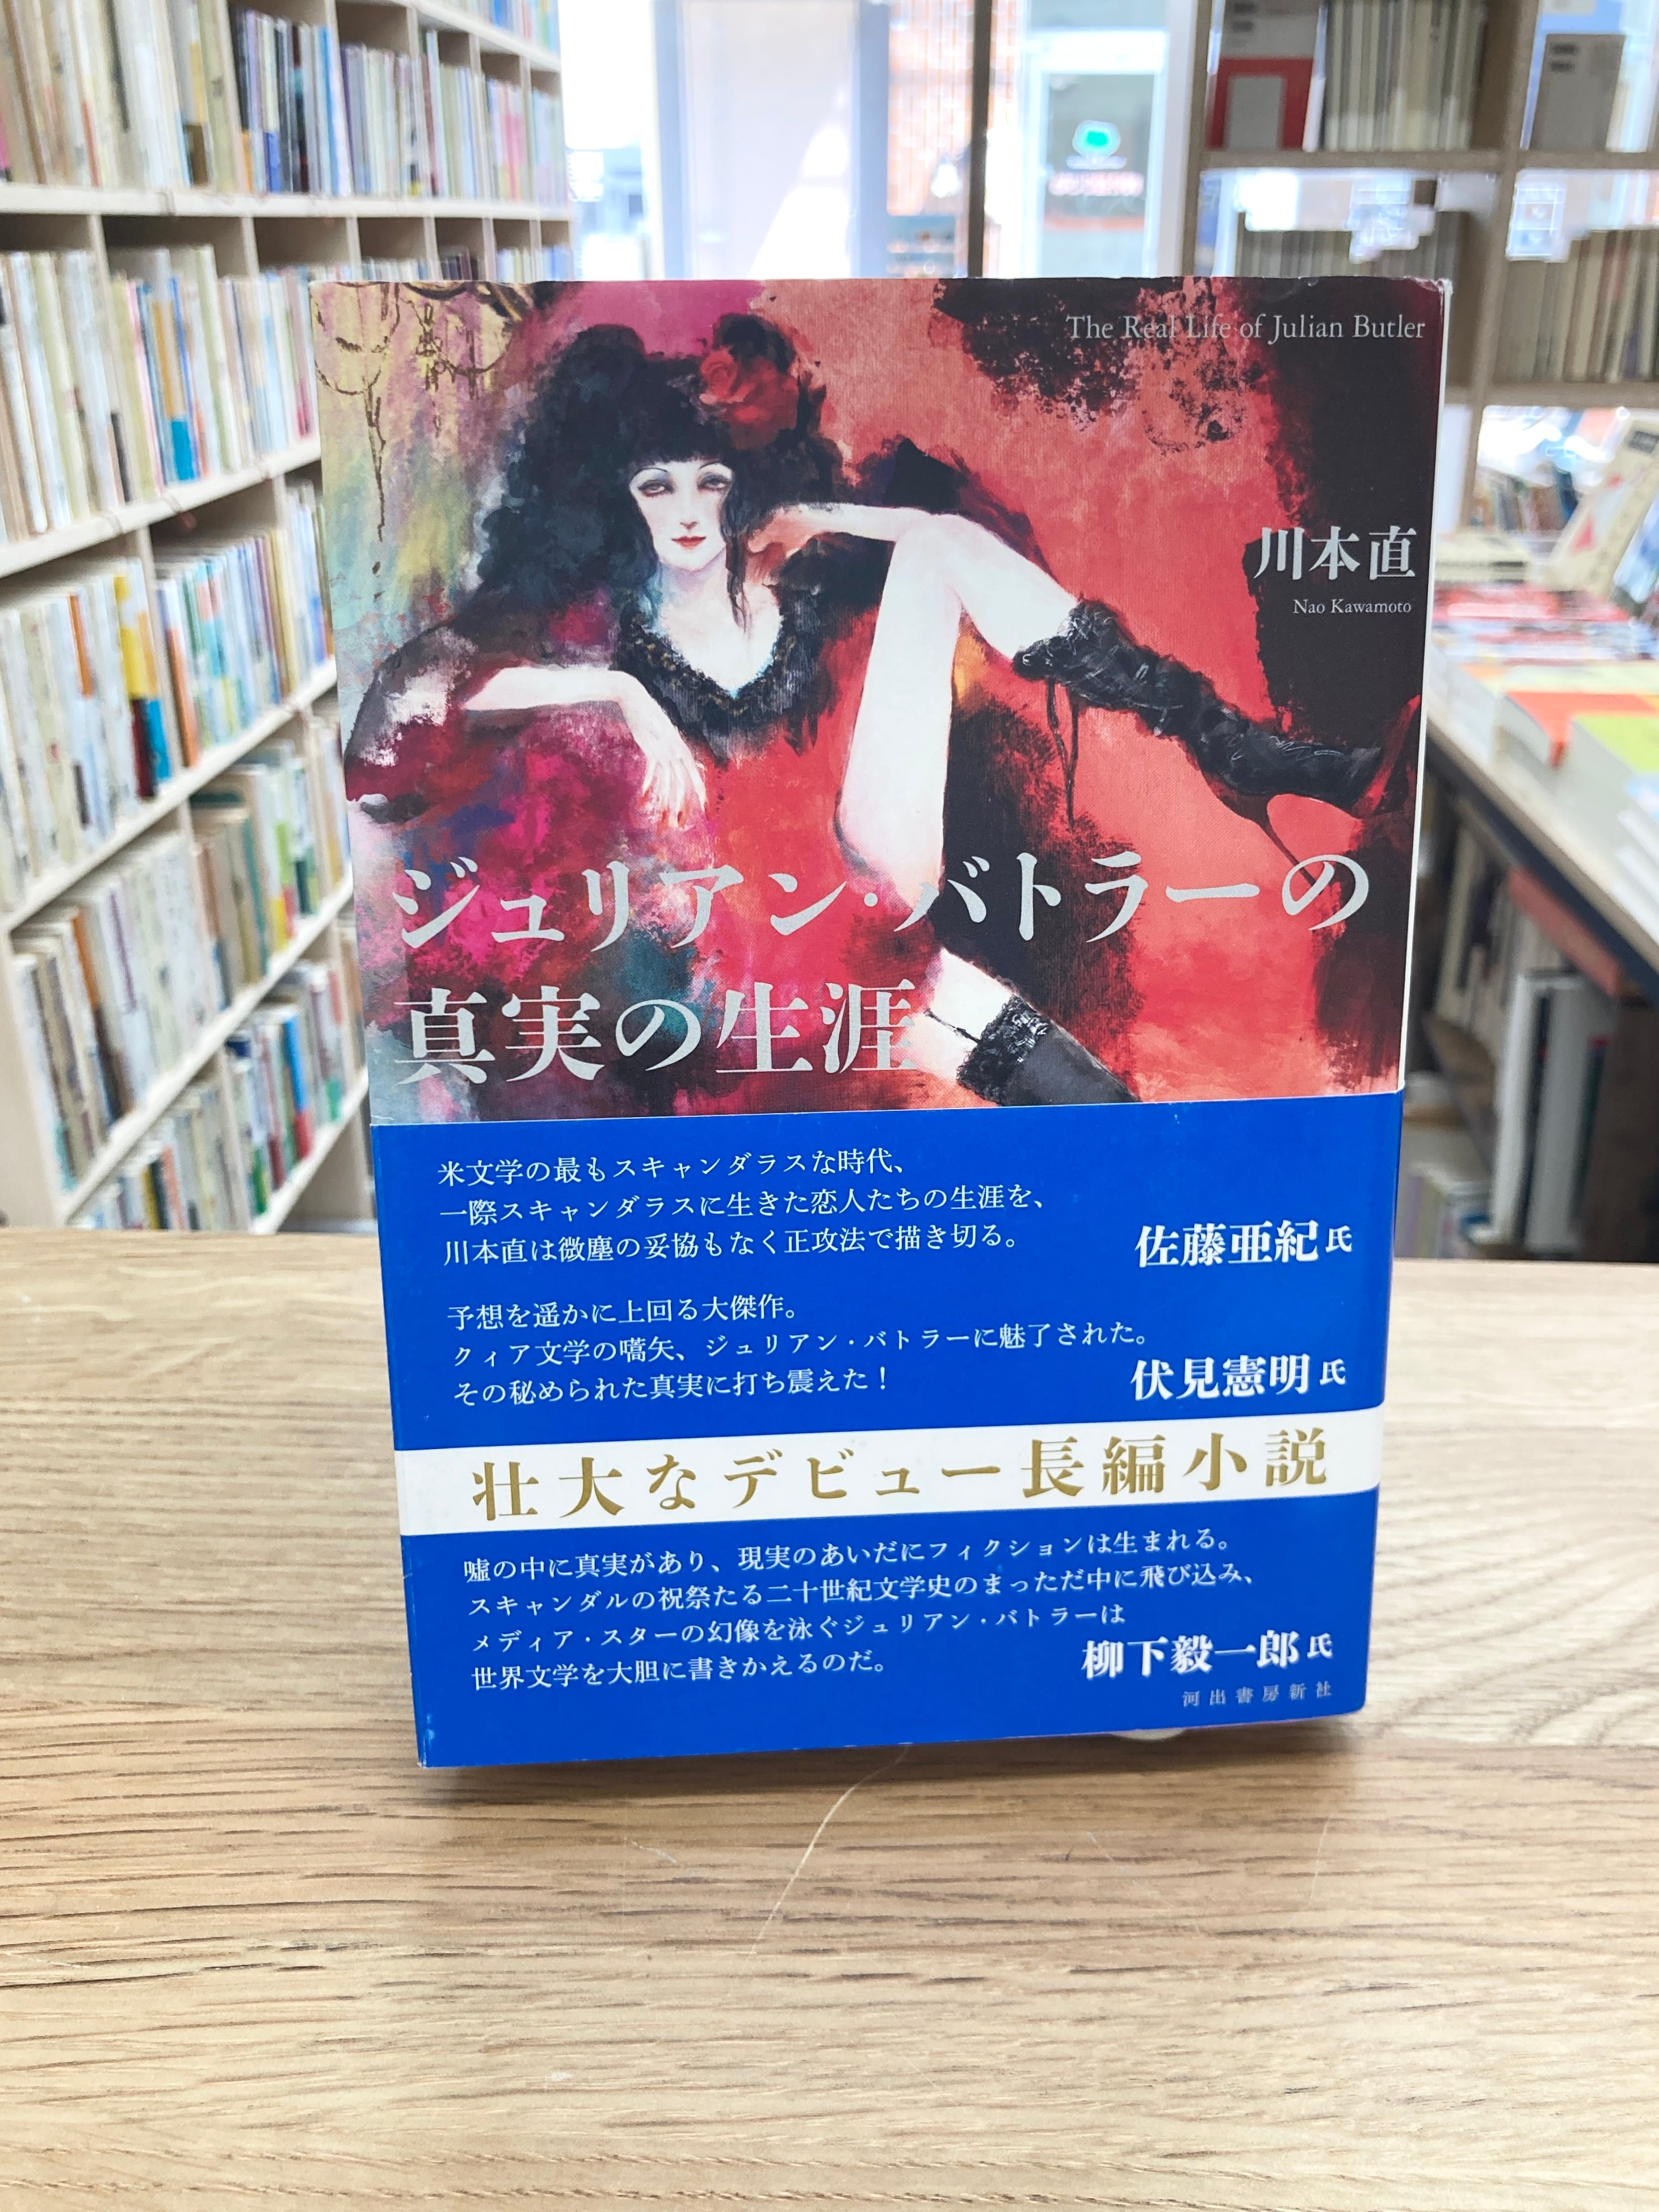 The Real Life of Julian Butler
川本直
Nao Kawamoto
ジュリアン・バトラーの
真実の生涯
米文学の最もスキャンダラスな時代、
一際スキャンダラスに生きた恋人たちの生涯を、
川本直は微塵の妥協もなく正攻法で描き切る。
佐藤亜紀氏
予想を遥かに上回る大傑作。
クィア文学の嚆矢、ジュリアン・バトラーに魅了された。
その秘められた真実に打ち震えた!
伏見憲明氏
壮大なデビュー長編小説
嘘の中に真実があり、現実のあいだにフィクションは生まれる。
スキャンダルの祝祭たる二十世紀文学史のまっただ中に飛び込み、
メディア・スターの幻像を泳ぐジュリアン・バトラーは
世界文学を大胆に書きかえるのだ。
柳下毅一郎氏
河出書房新社